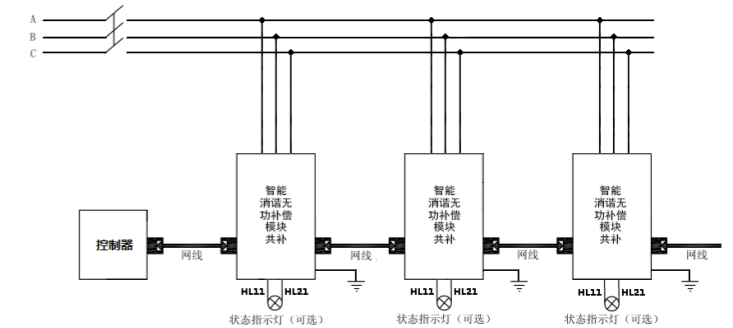 A
B
C
智能
消谐无
功补偿
模块
共补
智能
消谐无
功补偿
模块
共补
智能
消谐无
功补偿
模块
共补
控制器
网线
网线
网线
网线
HL11 HL21
HL11 HL21
HL11 HL21
状态指示灯（可选）
状态指示灯（可选）
状态指示灯（可选）